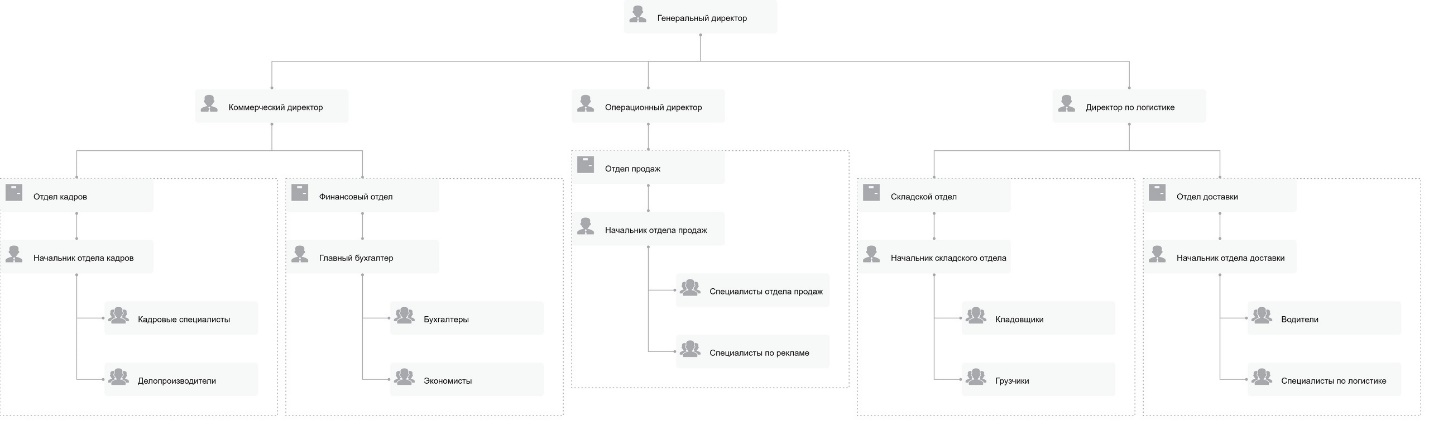 Генеральный директор
Коммерческий директор
Операционный директор
Директор по логистике
Отдел кадров
Начальник отдела кадров
Кадровые специалисты
Делопроизводители
Финансовый отдел
Главный бухгалтер
Бухгалтеры
Экономисты
Отдел продаж
Начальник отдела продаж
Специалисты отдела продаж
Специалисты по рекламе
Складской отдел
Начальник складского отдела
Кладовщики
Грузчики
Отдел доставки
Начальник отдела доставки
Водители
Специалисты по логистике